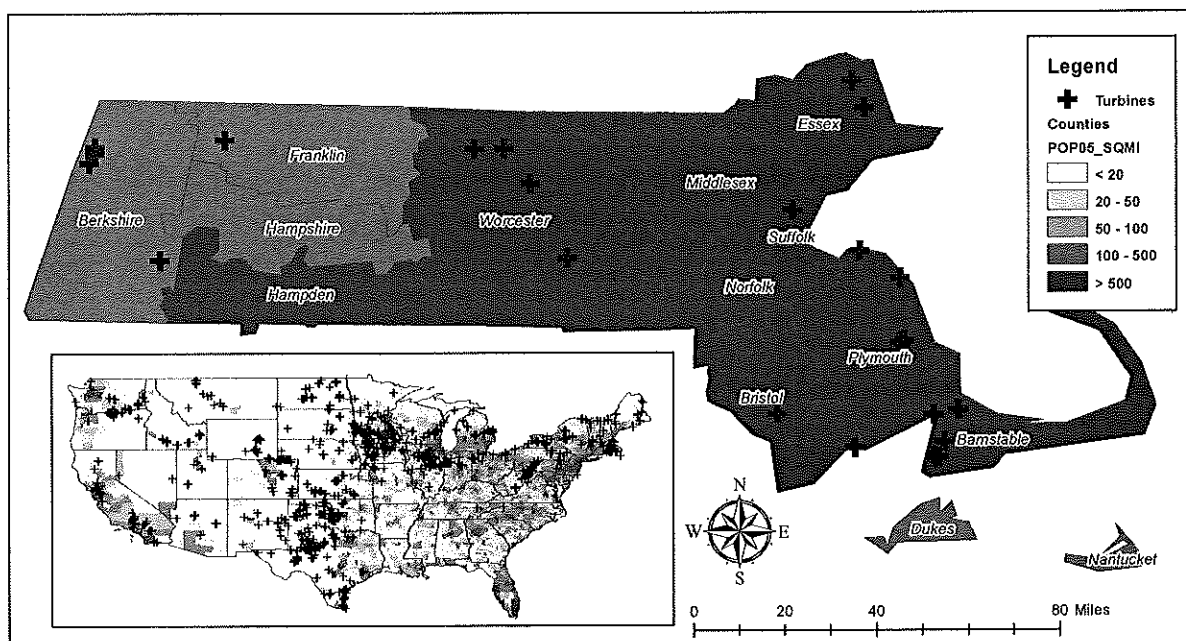 Legend
Turbines
Counties
POP05_SQMI
< 20
20 - 50
50 - 100
100 - 500
> 500
Essex
Franklin
Middlesex
Berkshire
Hampshire
Worcester
Suffolk
Hampden
Norfolk
Plymouth
Bristol
Barnstable
Dukes
Nantucket
N
W E
S
0 20 40 80 Miles